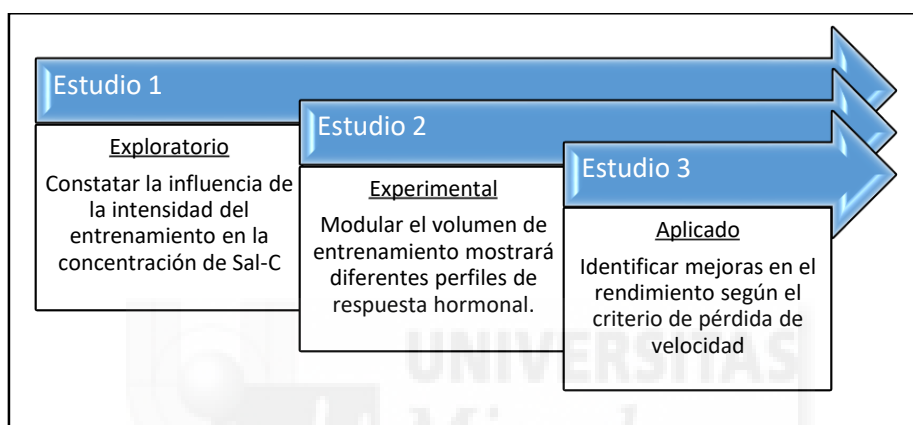 Estudio 1
Exploratorio
Constatar la influencia de
la intensidad del
entrenamiento en la
concentración de Sal-C
Estudio 2
Experimental
Modular el volumen de
entrenamiento mostrará
diferentes perfiles de
respuesta hormonal.
Estudio 3
Aplicado
Identificar mejoras en el
rendimiento según el
criterio de pérdida de
velocidad
UNIVERSITAS